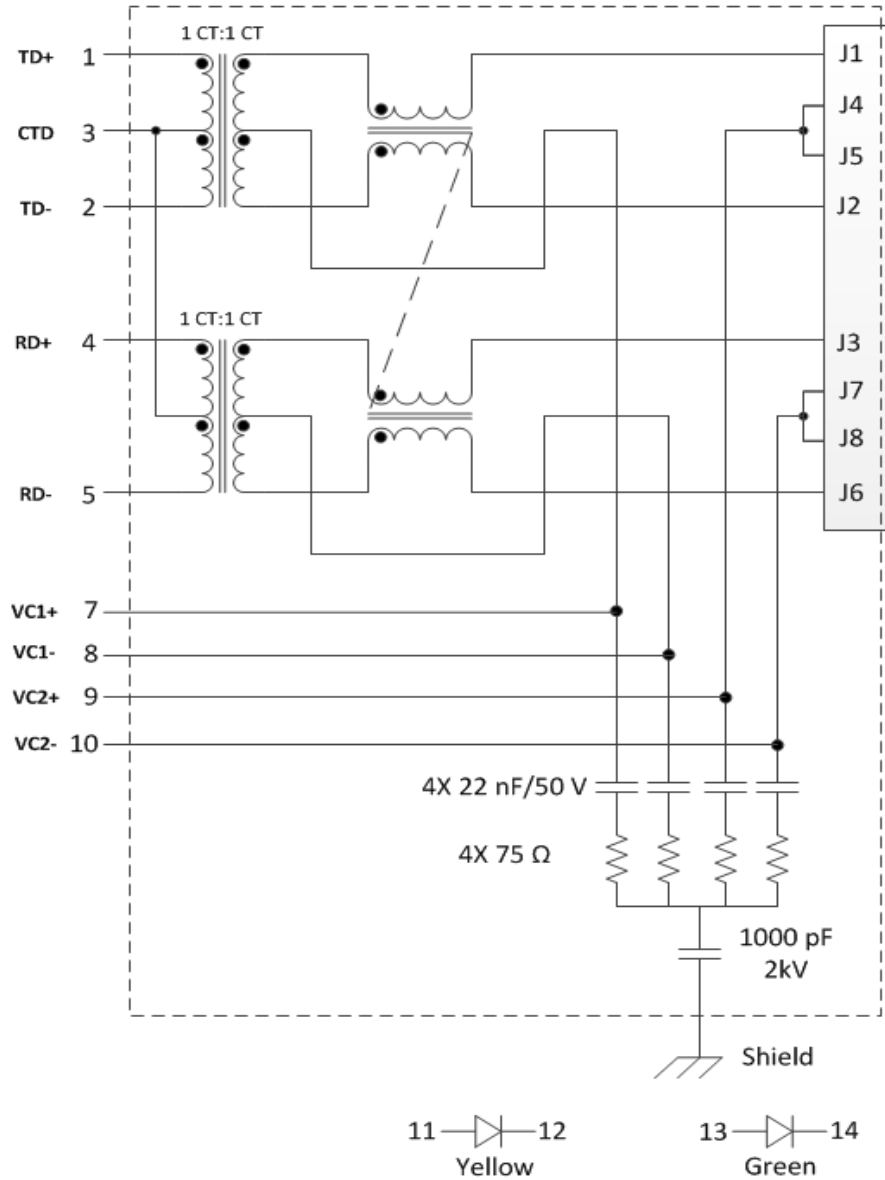 1 CT:1 CT
TD+ 1
J1
J4
CTD 3
J5
TD- 2
J2
1 CT:1 CT
RD+ 4
J3
J7
J8
RD- 5
J6
VC1+ 7
VC1- 8
VC2+ 9
VC2- 10
4X 22 nF/50 V
4X 75 Ω
1000 pF
2kV
Shield
11 12
Yellow
13 14
Green